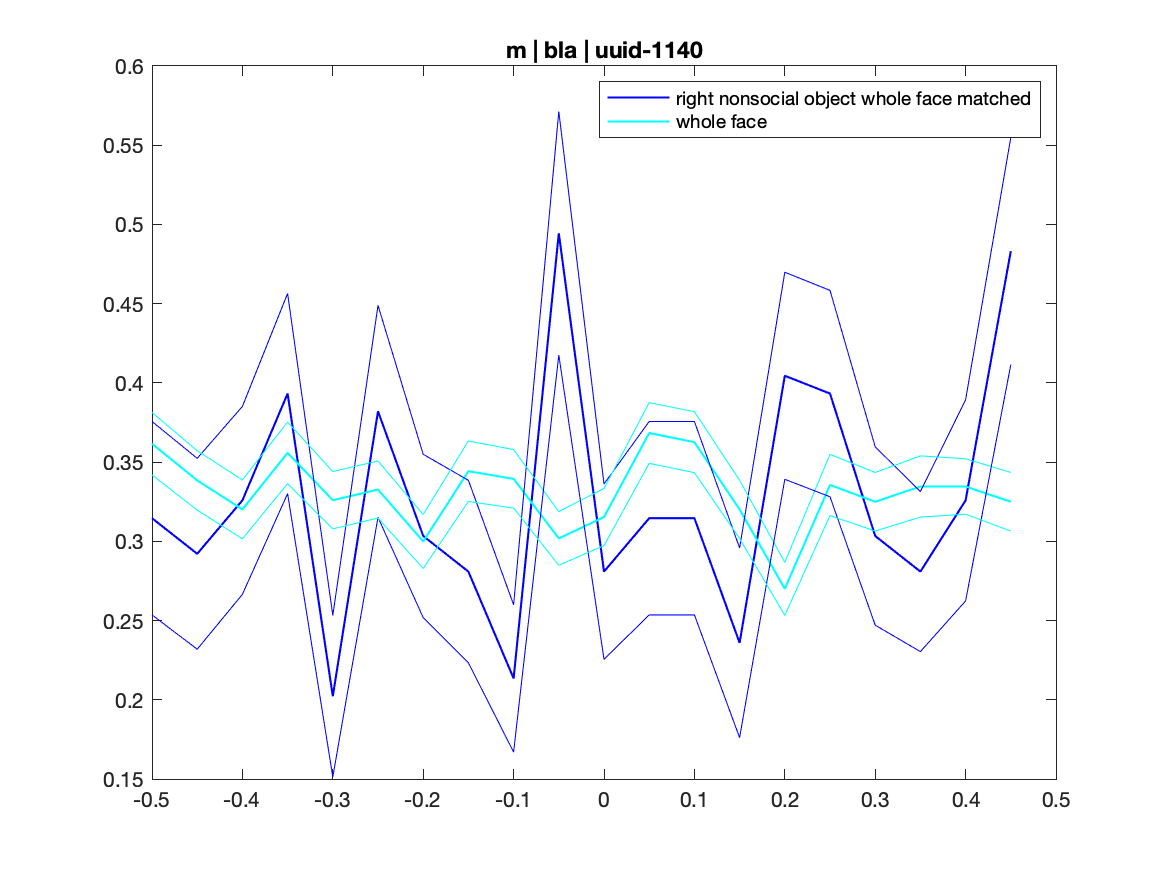 m | bla | uuid-1140
right nonsocial object whole face matched
whole face
0.6
0.55
0.5
0.45
0.4
0.35
0.3
0.25
0.2
0.15
-0.5 -0.4 -0.3 -0.2 -0.1 0 0.1 0.2 0.3 0.4 0.5